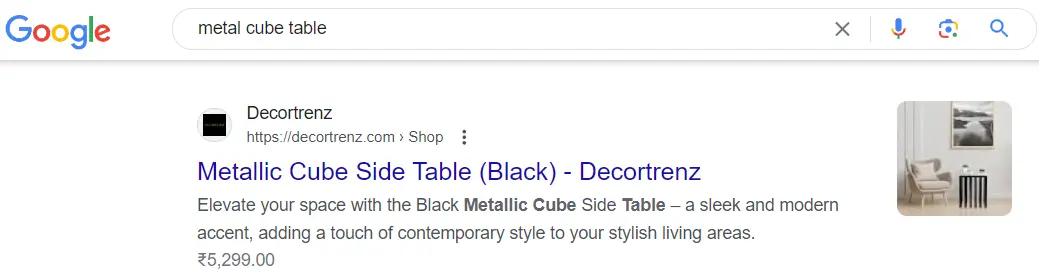 Google
metal cube table
Decortrenz
https://decortrenz.com › Shop
Metallic Cube Side Table (Black) - Decortrenz
Elevate your space with the Black Metallic Cube Side Table – a sleek and modern
accent, adding a touch of contemporary style to your stylish living areas.
₹5,299.00